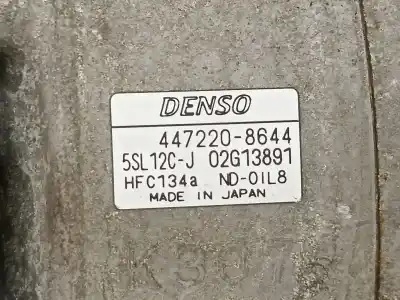 DENSO
447220-8644
5SL12C-J 02G13891
HFC134a ND-OIL8
MADE IN JAPAN